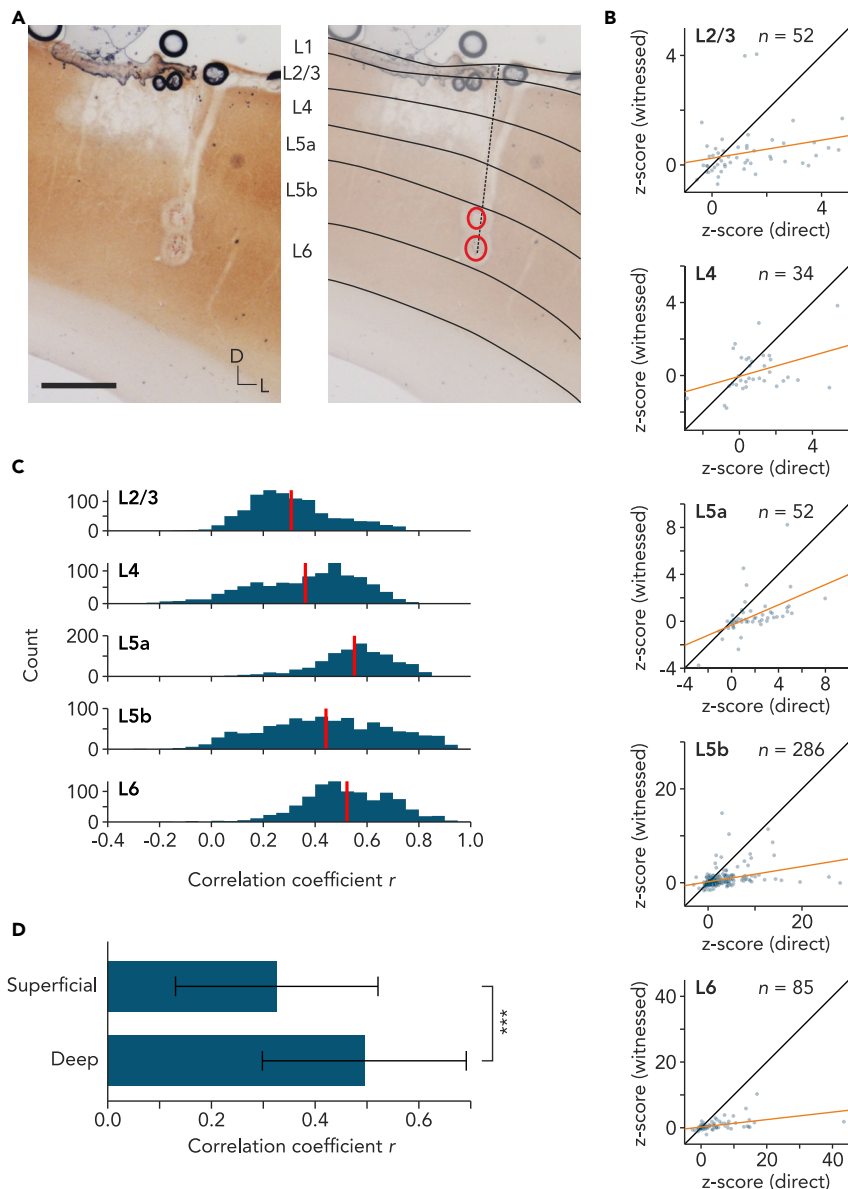 A
L1
L2/3
L4
L5a
L5b
L6
D
L
B
L2/3 n = 52
z-score (witnessed)
4
0
0 4
z-score (direct)
L4 n = 34
z-score (witnessed)
4
0
0 4
z-score (direct)
L5a n = 52
z-score (witnessed)
8
4
0
-4
-4 0 4 8
z-score (direct)
L5b n = 286
z-score (witnessed)
20
0
0 20
z-score (direct)
L6 n = 85
z-score (witnessed)
40
20
0
0 20 40
z-score (direct)
C
Count
L2/3
100
0
L4
100
0
L5a
200
0
L5b
100
0
L6
100
0
-0.4 -0.2 0.0 0.2 0.4 0.6 0.8 1.0
Correlation coefficient r
D
Superficial
Deep
***
0.0 0.2 0.4 0.6
Correlation coefficient r